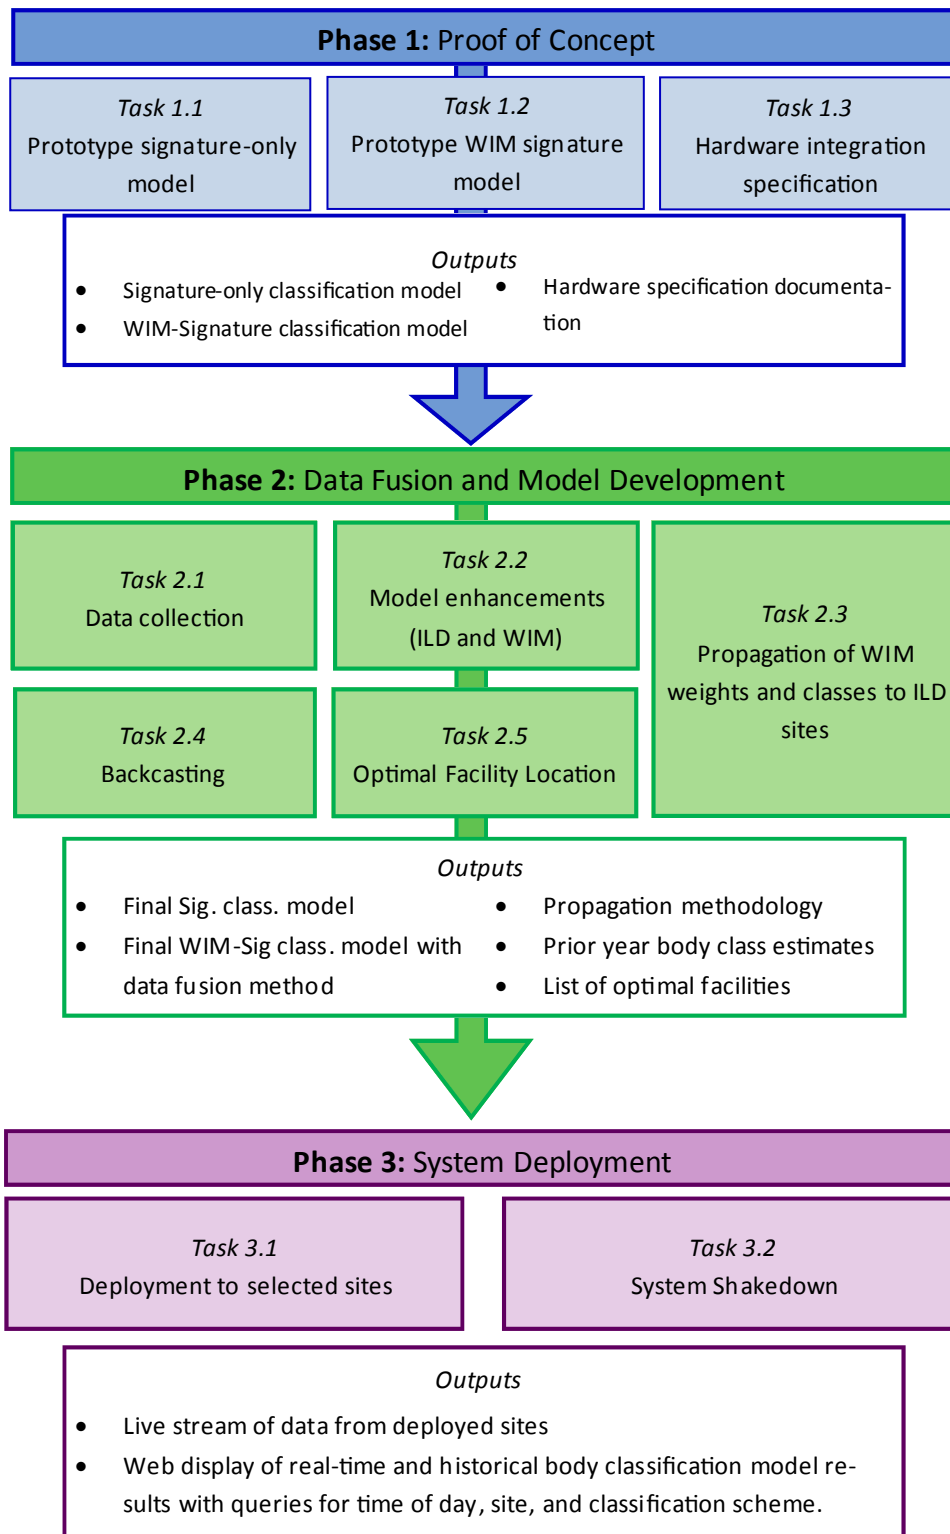 Phase 1: Proof of Concept
Task 1.1
Prototype signature-only
model
Task 1.2
Prototype WIM signature
model
Task 1.3
Hardware integration
specification
Outputs
• Signature-only classification model
• WIM-Signature classification model
• Hardware specification documenta-
tion
Phase 2: Data Fusion and Model Development
Task 2.1
Data collection
Task 2.2
Model enhancements
(ILD and WIM)
Task 2.3
Propagation of WIM
weights and classes to ILD
sites
Task 2.4
Backcasting
Task 2.5
Optimal Facility Location
Outputs
• Final Sig. class. model
• Final WIM-Sig class. model with
data fusion method
• Propagation methodology
• Prior year body class estimates
• List of optimal facilities
Phase 3: System Deployment
Task 3.1
Deployment to selected sites
Task 3.2
System Shakedown
Outputs
• Live stream of data from deployed sites
• Web display of real-time and historical body classification model re-
sults with queries for time of day, site, and classification scheme.